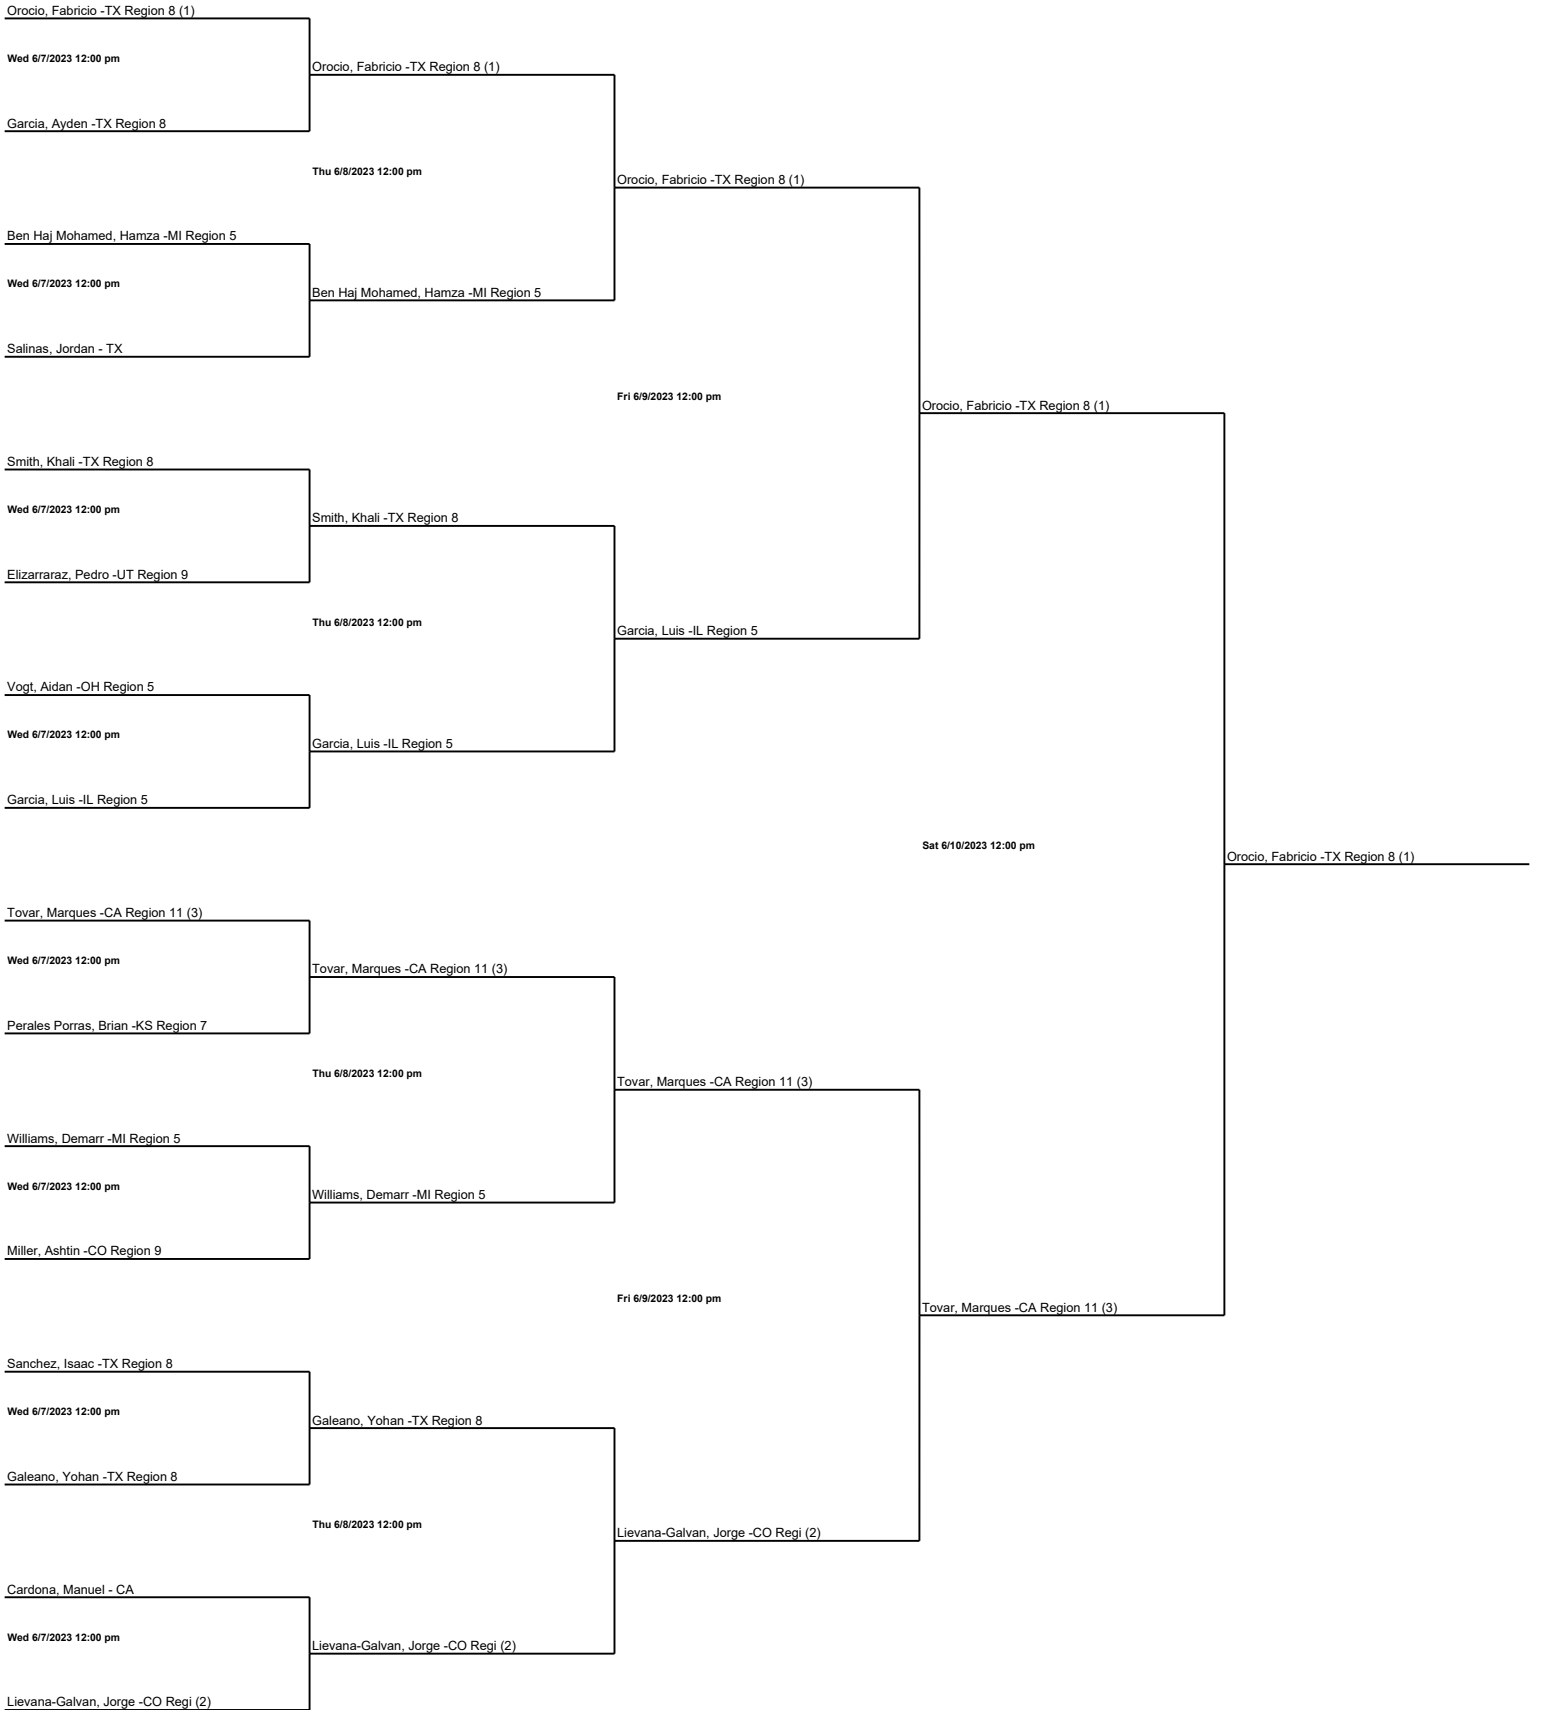 Orocio, Fabricio -TX Region 8 (1)
Wed 6/7/2023 12:00 pm
Orocio, Fabricio -TX Region 8 (1)
Garcia, Ayden -TX Region 8
Thu 6/8/2023 12:00 pm
Orocio, Fabricio -TX Region 8 (1)
Ben Haj Mohamed, Hamza -MI Region 5
Wed 6/7/2023 12:00 pm
Ben Haj Mohamed, Hamza -MI Region 5
Salinas, Jordan - TX
Fri 6/9/2023 12:00 pm
Orocio, Fabricio -TX Region 8 (1)
Smith, Khali -TX Region 8
Wed 6/7/2023 12:00 pm
Smith, Khali -TX Region 8
Elizarraraz, Pedro -UT Region 9
Thu 6/8/2023 12:00 pm
Garcia, Luis -IL Region 5
Vogt, Aidan -OH Region 5
Wed 6/7/2023 12:00 pm
Garcia, Luis -IL Region 5
Garcia, Luis -IL Region 5
Sat 6/10/2023 12:00 pm
Orocio, Fabricio -TX Region 8 (1)
Tovar, Marques -CA Region 11 (3)
Wed 6/7/2023 12:00 pm
Tovar, Marques -CA Region 11 (3)
Perales Porras, Brian -KS Region 7
Thu 6/8/2023 12:00 pm
Tovar, Marques -CA Region 11 (3)
Williams, Demarr -MI Region 5
Wed 6/7/2023 12:00 pm
Williams, Demarr -MI Region 5
Miller, Ashtin -CO Region 9
Fri 6/9/2023 12:00 pm
Tovar, Marques -CA Region 11 (3)
Sanchez, Isaac -TX Region 8
Wed 6/7/2023 12:00 pm
Galeano, Yohan -TX Region 8
Galeano, Yohan -TX Region 8
Thu 6/8/2023 12:00 pm
Lievana-Galvan, Jorge -CO Regi (2)
Cardona, Manuel - CA
Wed 6/7/2023 12:00 pm
Lievana-Galvan, Jorge -CO Regi (2)
Lievana-Galvan, Jorge -CO Regi (2)